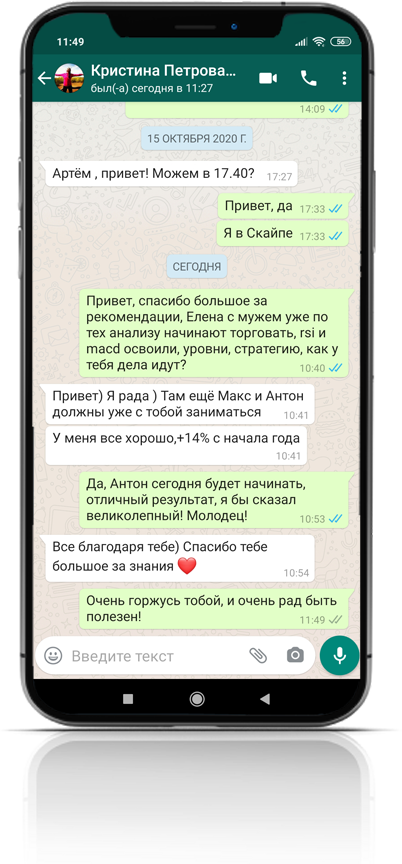 11:49
56
Кристина Петрова...
был(-а) сегодня в 11:27
14:09
15 ОКТЯБРЯ 2020 Г.
Артём , привет! Можем в 17.40?
17:27
Привет, да
17:33
Я в Скайпе
17:33
СЕГОДНЯ
Привет, спасибо большое за
рекомендации, Елена с мужем уже по
тех анализу начинают торговать, rsi и
macd освоили, уровни, стратегию, как у
тебя дела идут?
10:40
Привет) Я рада ) Там ещё Макс и Антон
должны уже с тобой заниматься
10:41
У меня все хорошо,+14% с начала года
10:41
Да, Антон сегодня будет начинать,
отличный результат, я бы сказал
великолепный! Молодец!
10:53
Все благодаря тебе) Спасибо тебе
большое за знания ❤️
10:54
Очень горжусь тобой, и очень рад быть
полезен!
11:49
Введите текст